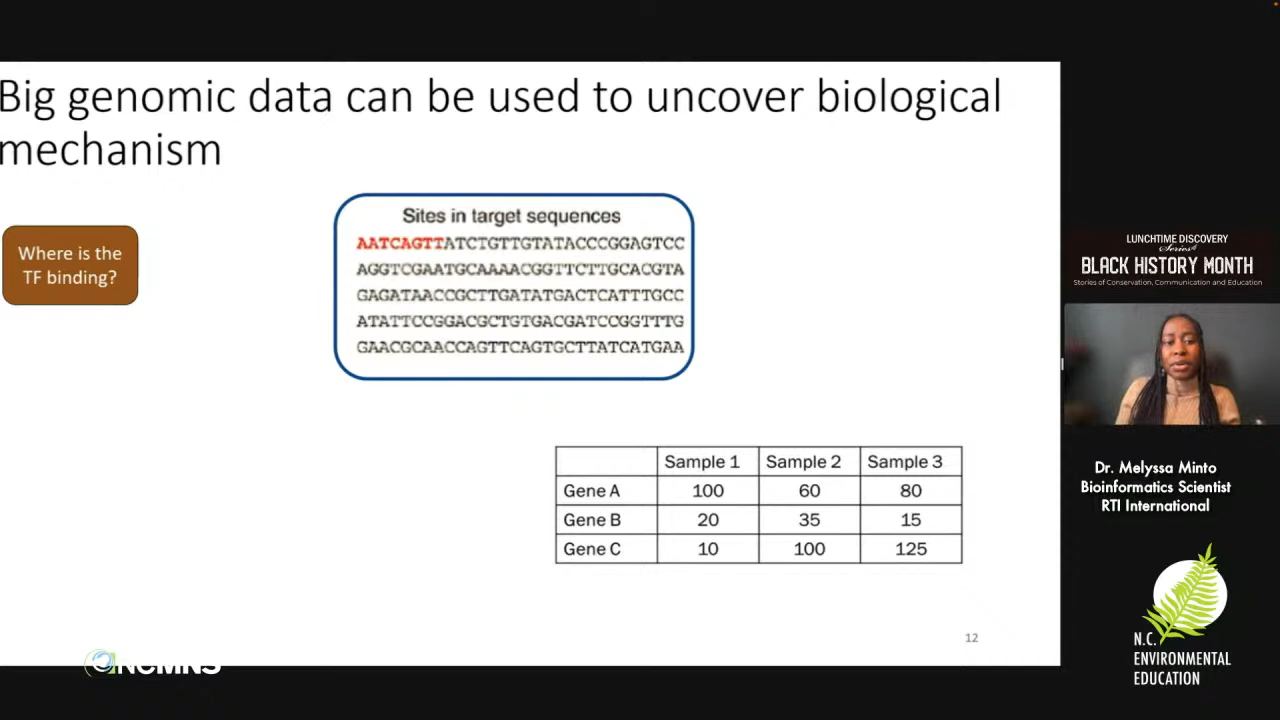 Big genomic data can be used to uncover biological
mechanism
Where is the
TF binding?
Sites in target sequences
AATCAGTTATCTGTTGTATACCCGGAGTCC
AGGTCGAATGCAAAACGGTTCTTGCACGTA
GAGATAACCGCTTGATATGACTCATTTGCC
ATATTCCGGACGCTGTGACGATCCGGTTTG
GAACGCAACCAGTTCAGTGCTTATCATGAA
Sample 1 Sample 2 Sample 3
Gene A 100 60 80
Gene B 20 35 15
Gene C 10 100 125
12
NCMNS
LUNCHTIME DISCOVERY
Series
BLACK HISTORY MONTH
Stories of Conservation, Communication and Education
Dr. Melyssa Minto
Bioinformatics Scientist
RTI International
N.C.
ENVIRONMENTAL
EDUCATION